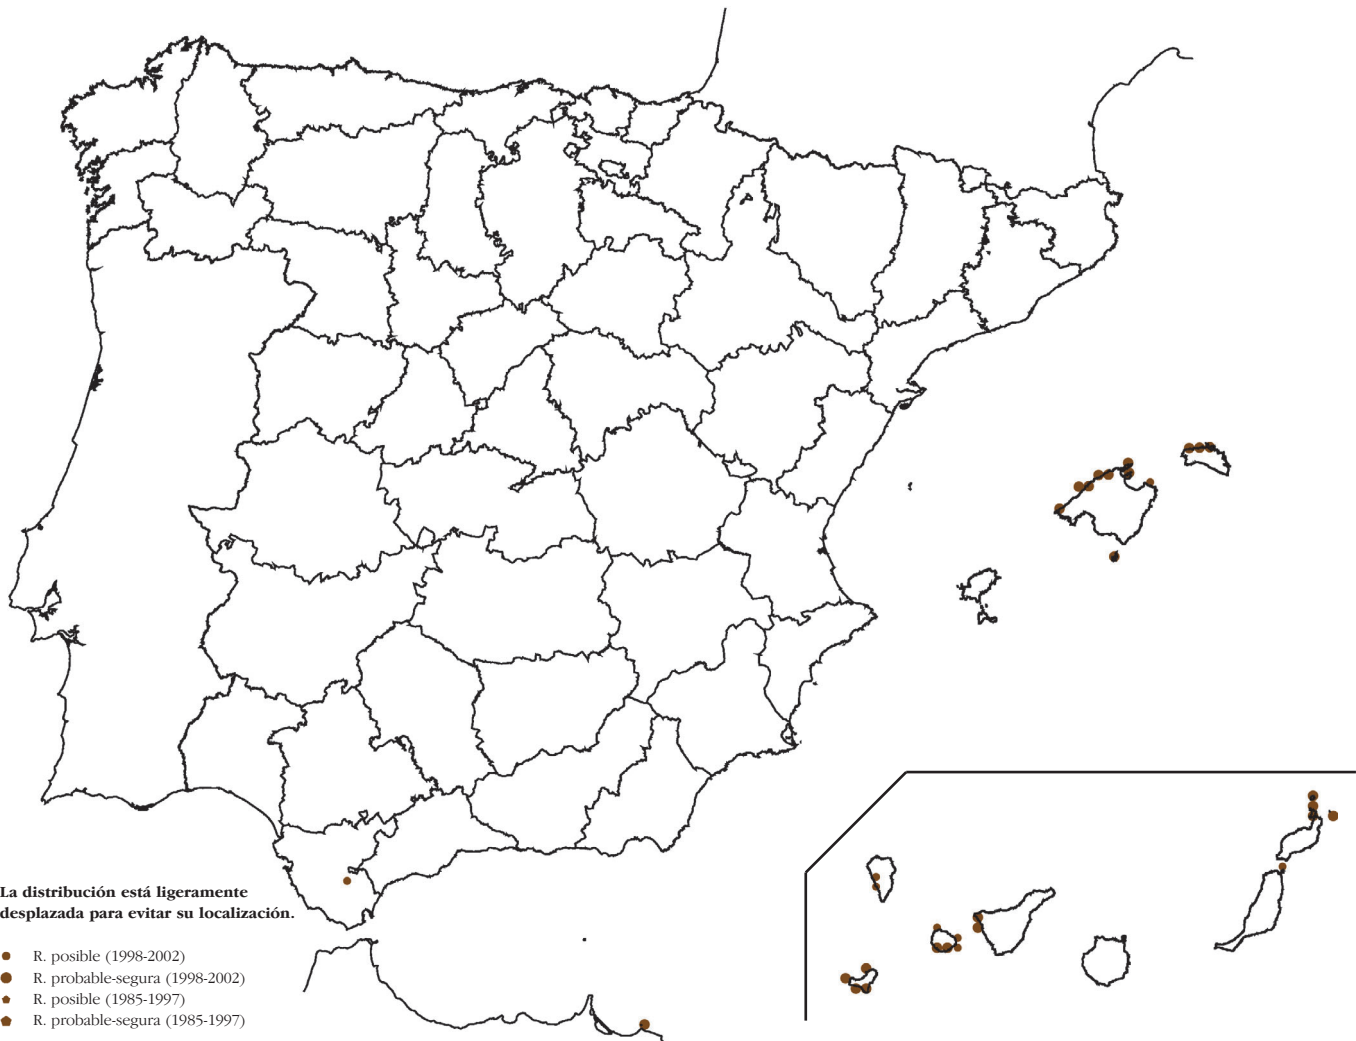 La distribución está ligeramente
desplazada para evitar su localización.
R. posible (1998-2002)
R. probable-segura (1998-2002)
R. posible (1985-1997)
R. probable-segura (1985-1997)